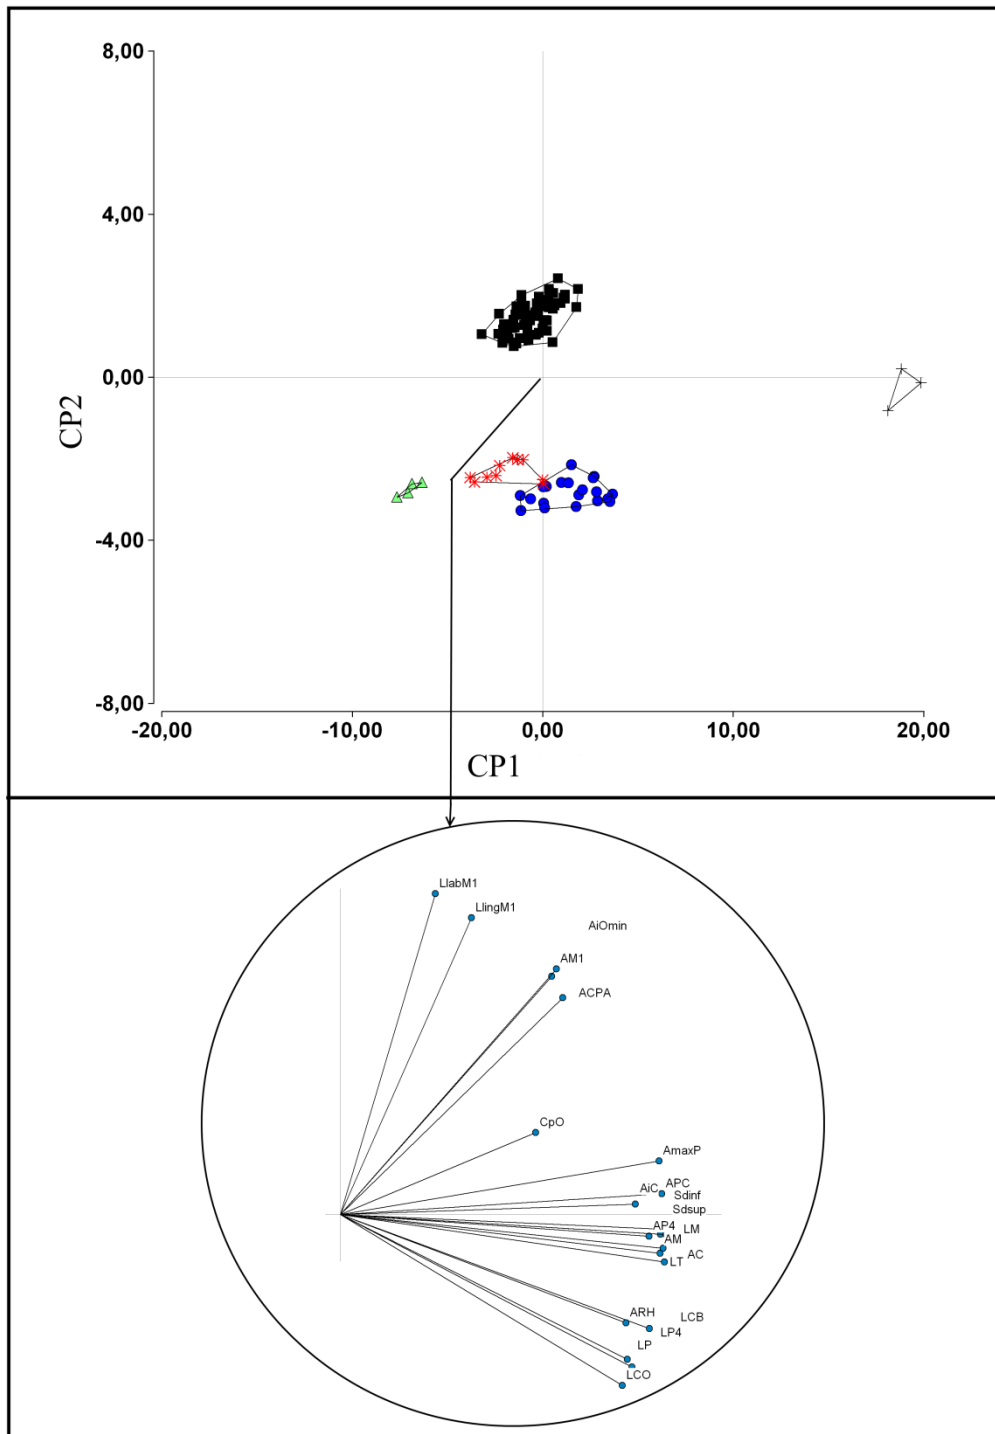 8,00
4,00
0,00
-4,00
-8,00
CP2
-20,00 -10,00 0,00 10,00 20,00
CP1
LlabM1
LlingM1
AiOmin
AM1
ACPA
CpO
AmaxP
AiC APC
Sdinf
Sdsup
AP4 LM
AM
AC
LT
ARH LCB
LP4
LP
LCO